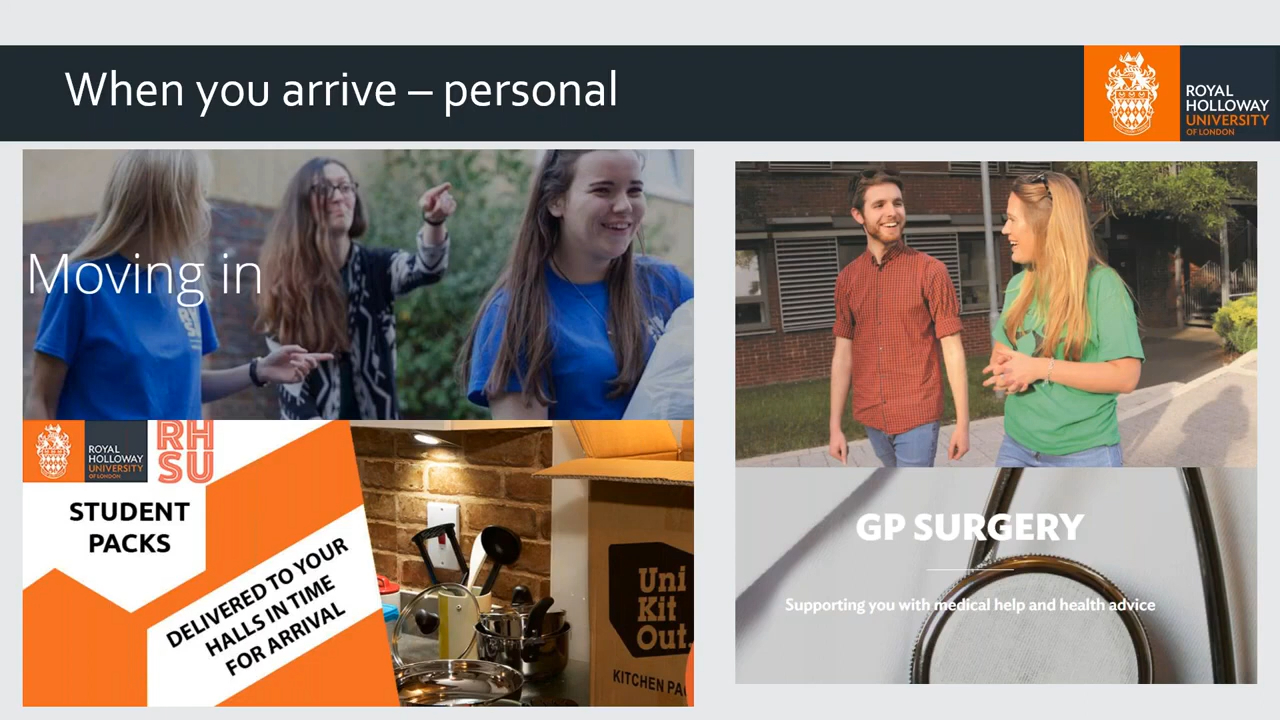 When you arrive – personal
ROYAL
HOLLOWAY
UNIVERSITY
OF LONDON
Moving in
ROYAL
HOLLOWAY
UNIVERSITY
OF LONDON
RH
SU
STUDENT
PACKS
DELIVERED TO YOUR
HALLS IN TIME
FOR ARRIVAL
Uni
Kit
Out.
KITCHEN PA
GP SURGERY
Supporting you with medical help and health advice